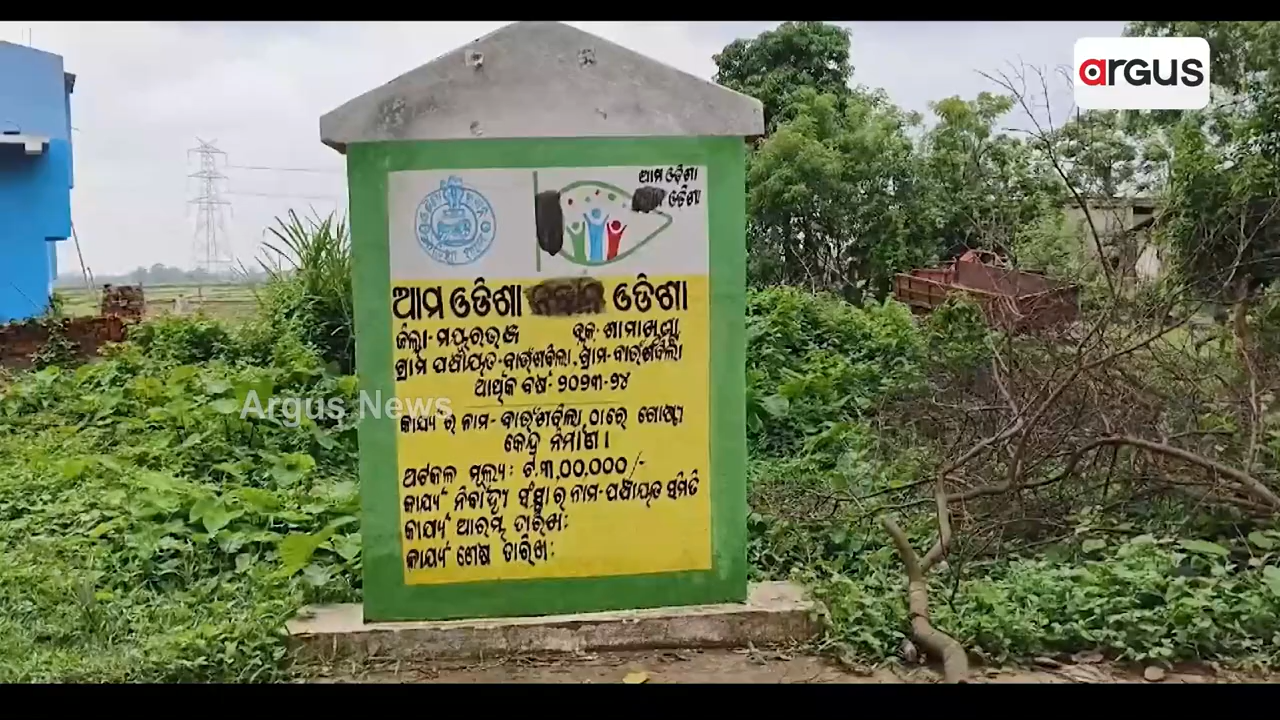 argus
ଆମ ଓଡ଼ିଶା
ଓଡ଼ିଶା
ଆମ ଓଡିଶା ଓଡିଶା
ଜିଲ୍ଲା-ମୟୂରଭଞ୍ଜ ବ୍ଲକ-ଶାମାଖୁଣ୍ଟା
ଗ୍ରାମ ପଞ୍ଚାୟତ- ଗ୍ରାମ-
ଆର୍ଥିକ ବର୍ଷ: ୨୦୨୩-୨୪
Argus News
କାର୍ଯ୍ୟ ର ନାମ- ଠାରେ ଗୋଷ୍ଠୀ
କେନ୍ଦ୍ର ନିର୍ମାଣ।
ଅଟକଳ ମୂଲ୍ୟ: ଟ.୩,୦୦,୦୦୦/-
କାର୍ଯ୍ୟ ନିର୍ବାହୀ ସଂସ୍ଥା ର ନାମ-ପଞ୍ଚାୟତ ସମିତି
କାର୍ଯ୍ୟ ଆରମ୍ଭ ତାରିଖ:
କାର୍ଯ୍ୟ ଶେଷ ତାରିଖ: